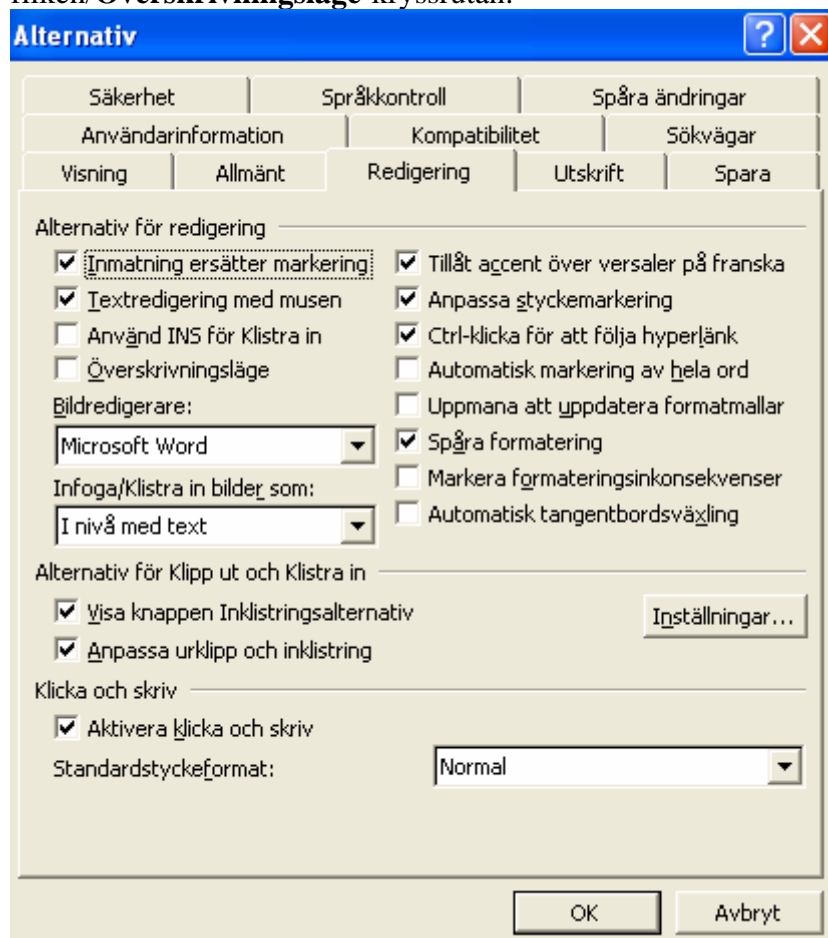 fliken/Överskrivningsläge-kryssrutan.
Alternativ
Säkerhet Språkkontroll Spåra ändringar
Användarinformation Kompatibilitet Sökvägar
Visning Allmänt Redigering Utskrift Spara
Alternativ för redigering
Inmatning ersätter markering Tillåt accent över versaler på franska
Textredigering med musen Anpassa styckemarkering
Använd INS för Klistra in Ctrl-klicka för att följa hyperlänk
Överskrivningsläge Automatisk markering av hela ord
Bildredigerare: Uppmana att uppdatera formatmallar
Microsoft Word Spåra formatering
Infoga/Klistra in bilder som: Markera formateringsinkonsekvenser
I nivå med text Automatisk tangentbordsväxling
Alternativ för Klipp ut och Klistra in
Visa knappen Inklistringsalternativ Inställningar...
Anpassa urklipp och inklistring
Klicka och skriv
Aktivera klicka och skriv
Standardstyckeformat: Normal
OK Avbryt